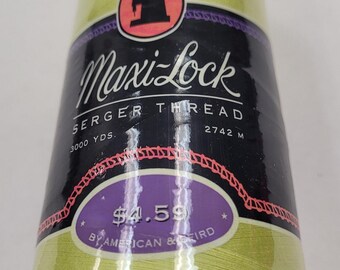 Maxi-Lock
SERGER THREAD
3000 YDS. 2742 M
$4.59
BY AMERICAN & EFIRD